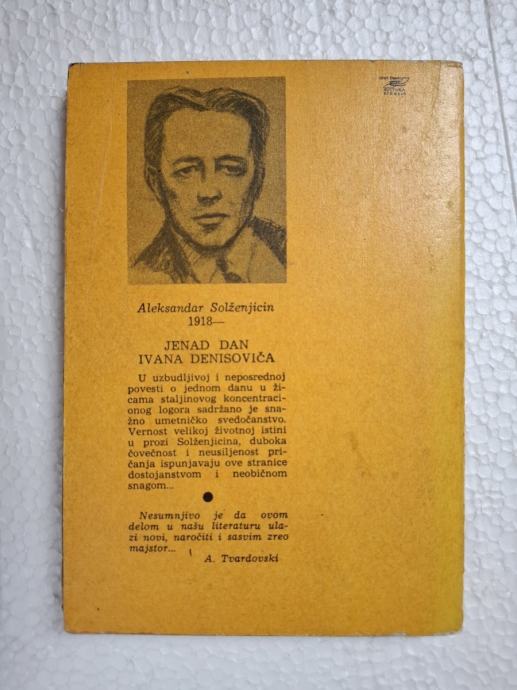 Aleksandar Solženjicin
1918—
JENAD DAN
IVANA DENISOVIČA
U uzbudljivoj i neposrednoj
povesti o jednom danu u ži-
cama staljinovog koncentraci-
onog logora sadržano je sna-
žno umetničko svedočanstvo.
Vernost velikoj životnoj istini
u prozi Solženjicina, duboka
čovečnost i neusiljenost pri-
čanja ispunjavaju ove stranice
dostojanstvom i neobičnom
snagom...
Nesumnjivo je da ovom
delom u našu literaturu ula-
zi novi, naročiti i sasvim zreo
majstor...
A. Tvardovski